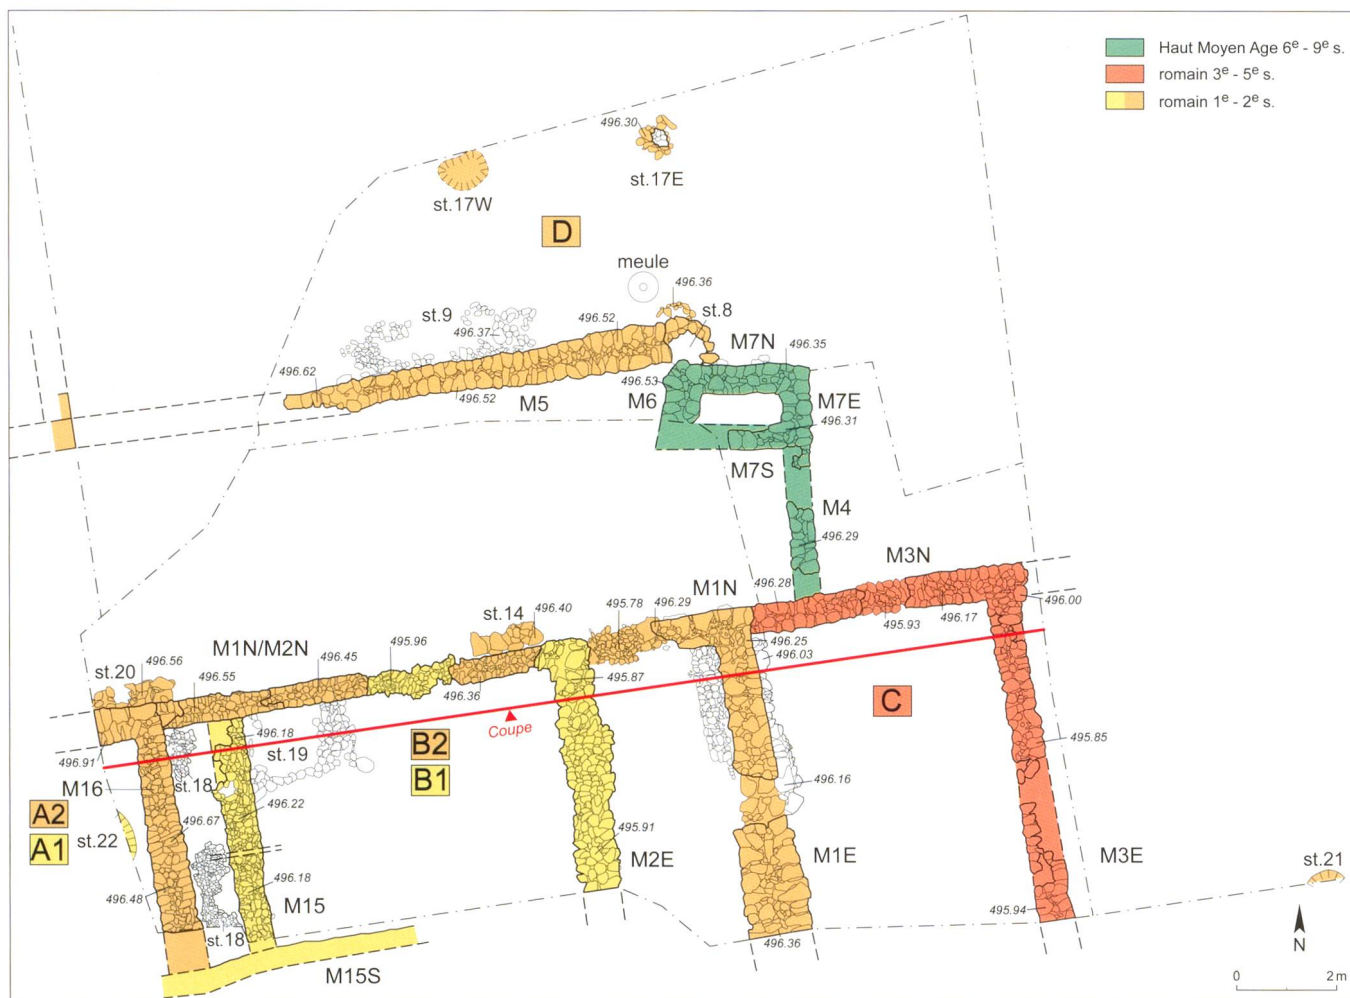 Haut Moyen Age 6e - 9e s.
romain 3e - 5e s.
romain 1e - 2e s.
496.30
st.17E
st.17W
D
meule
496.36
st.9
496.37
496.52
st.8
M7N
496.35
496.62
496.52
M5
496.53
M6
M7E
496.31
M7S
M4
496.29
M3N
M1N
496.28
496.00
st.14
496.40
495.78
496.29
495.93
496.17
M1N/M2N
495.96
496.25
496.03
st.20
496.56
496.55
496.45
496.36
495.87
C
Coupe
496.18
st.19
B2
B1
495.85
496.91
M16
st.18
496.16
496.22
A2
A1
st.22
496.67
495.91
M2E
M1E
M3E
st.21
496.48
496.18
M15
495.94
st.18
496.36
N
M15S
0 2 m